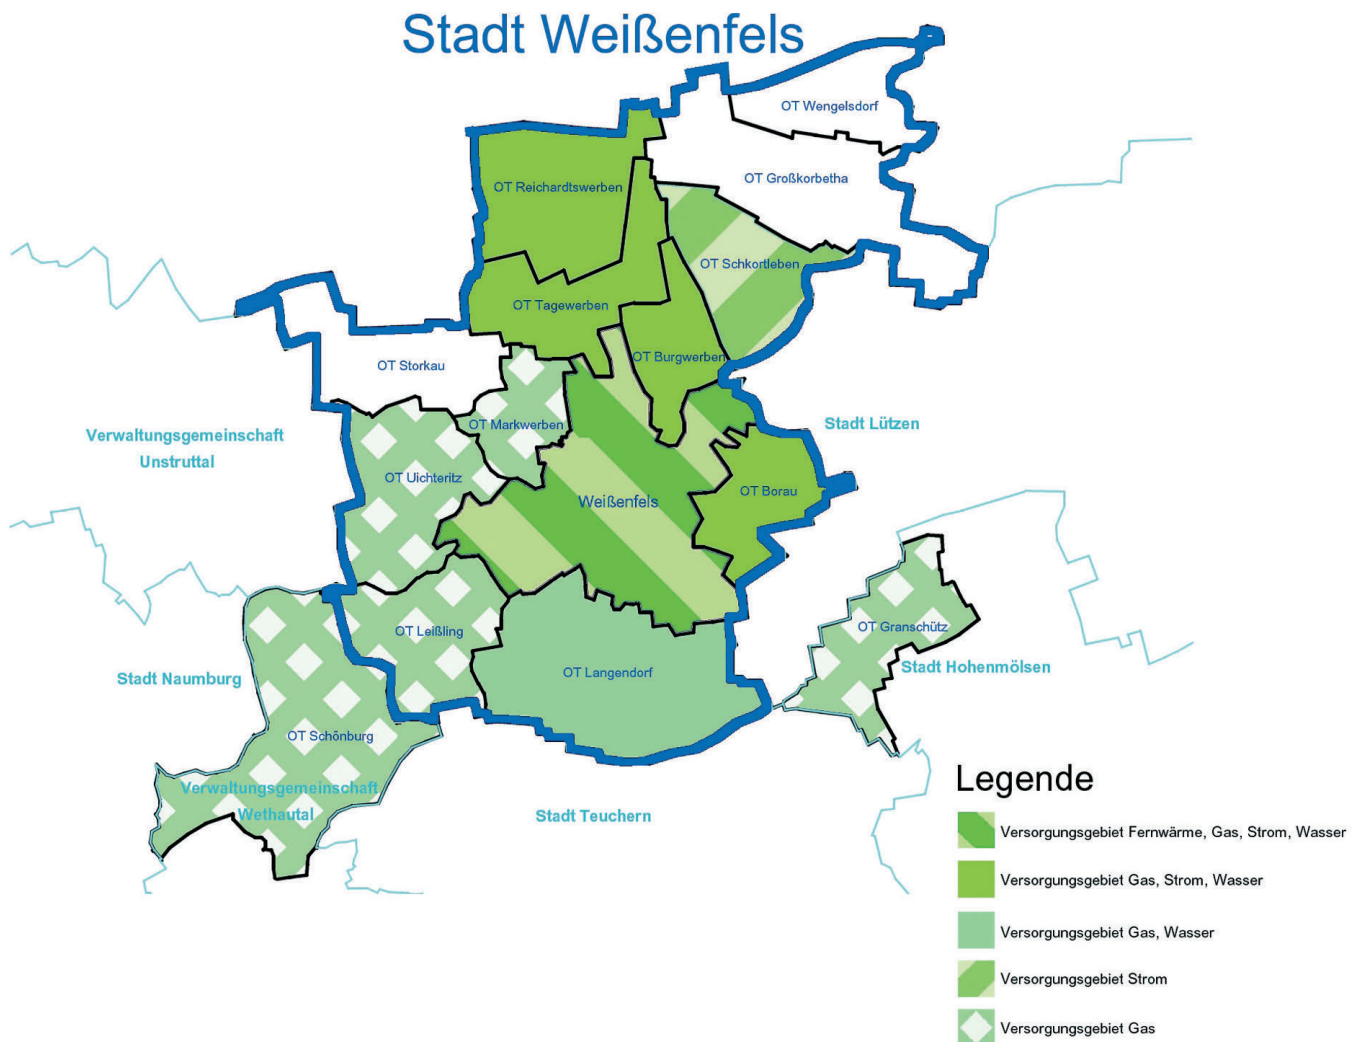 Stadt Weißenfels
OT Wengelsdorf
OT Großkorbetha
OT Reichardtswerben
OT Schkortleben
OT Tagewerben
OT Burgwerben
OT Storkau
OT Markwerben
Stadt Lützen
Verwaltungsgemeinschaft
Unstruttal
OT Uichteritz
OT Borau
Weißenfels
OT Granschütz
OT Leißling
Stadt Hohenmölsen
OT Langendorf
Stadt Naumburg
OT Schönburg
Verwaltungsgemeinschaft
Wethautal
Stadt Teuchern
Legende
Versorgungsgebiet Fernwärme, Gas, Strom, Wasser
Versorgungsgebiet Gas, Strom, Wasser
Versorgungsgebiet Gas, Wasser
Versorgungsgebiet Strom
Versorgungsgebiet Gas